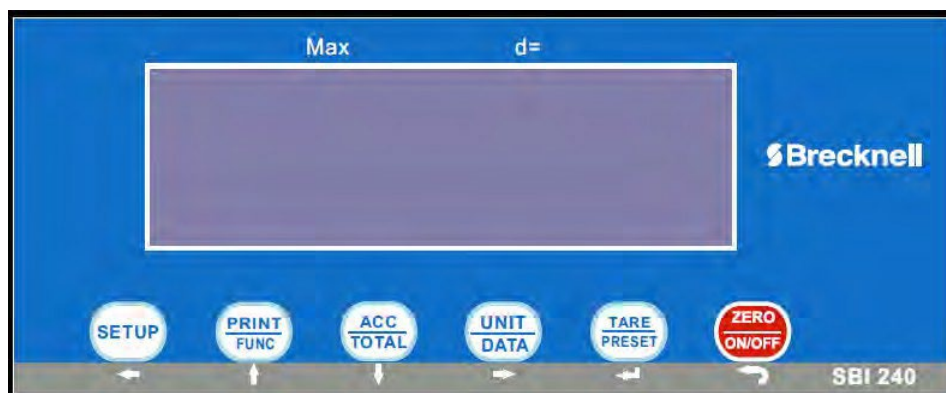 Max d=
Brecknell
SETUP PRINT FUNC ACC TOTAL UNIT DATA TARE PRESET ZERO ON/OFF
SBI 240